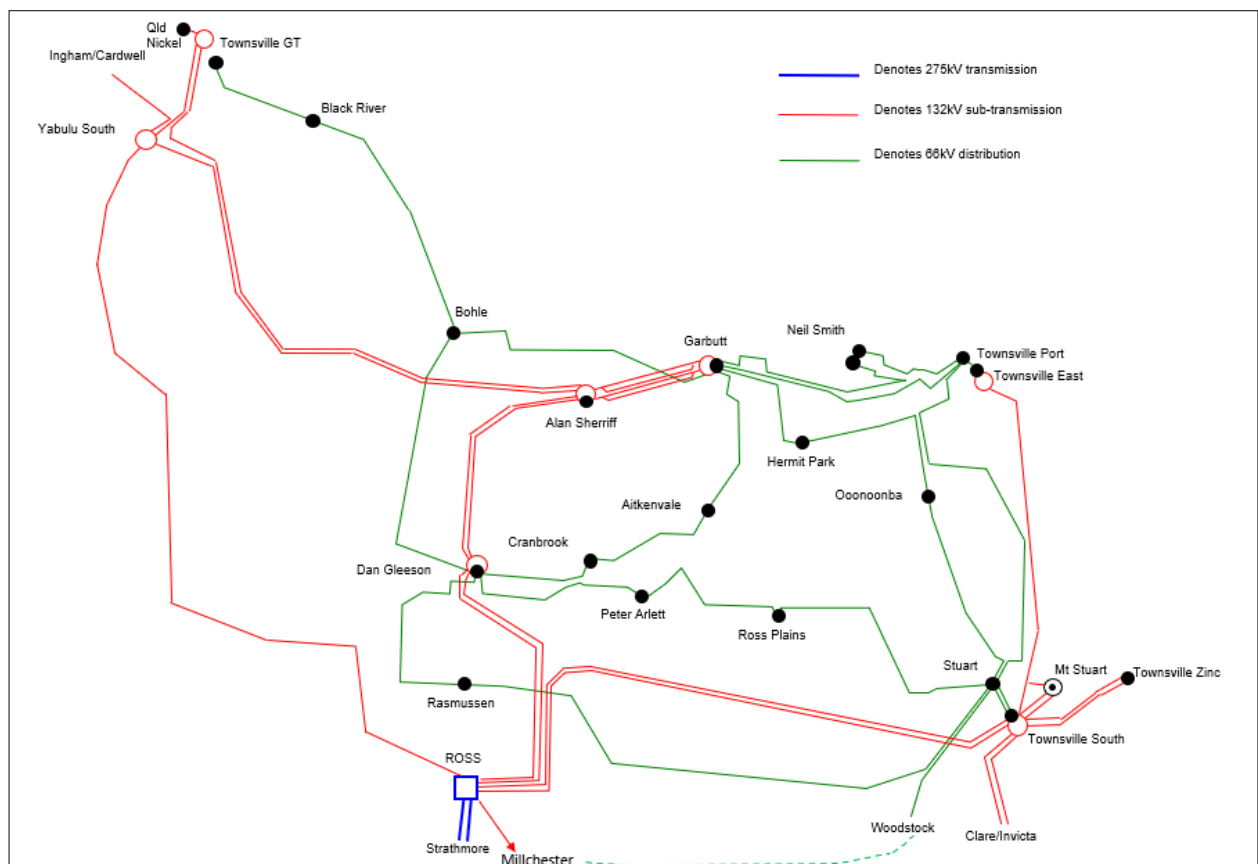 Qld
Nickel
Townsville GT
Ingham/Cardwell
Denotes 275kV transmission
Black River
Denotes 132kV sub-transmission
Yabulu South
Denotes 66kV distribution
Bohle
Neil Smith
Garbutt
Townsville Port
Townsville East
Alan Sherriff
Hermit Park
Ooonoonba
Aitkenvale
Cranbrook
Dan Gleeson
Peter Arlett
Ross Plains
Stuart
Mt Stuart
Townsville Zinc
Rasmussen
Townsville South
ROSS
Woodstock
Clare/Invicta
Strathmore
Millchester